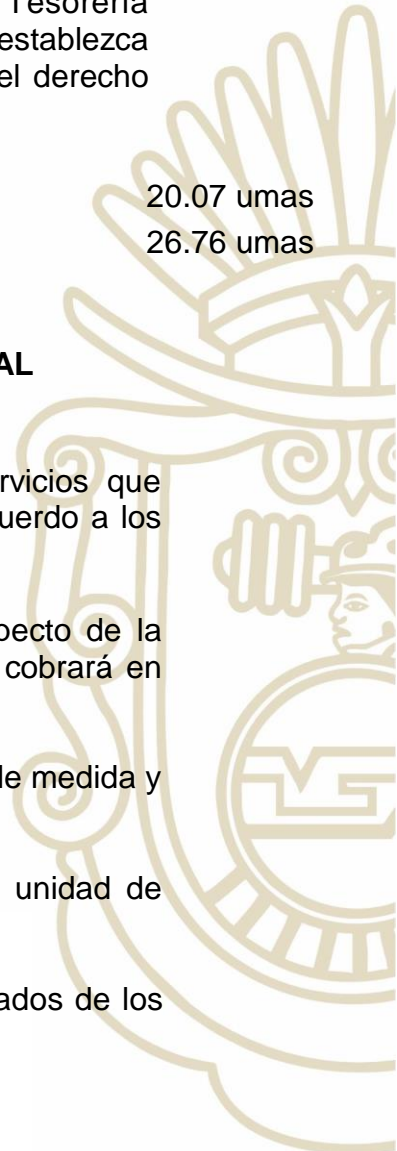 Tesorería
establezca
el derecho
20.07 umas
26.76 umas
AL
rvicios que
uerdo a los
pecto de la
cobrará en
de medida y
unidad de
ados de los